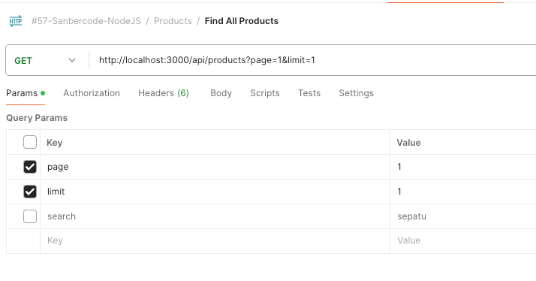 HTTP #57-Sanbercode-NodeJS / Products / Find All Products
GET http://localhost:3000/api/products?page=1&limit=1
Params Authorization Headers (6) Body Scripts Tests Settings
Query Params
Key Value
page 1
limit 1
search sepatu
Key Value